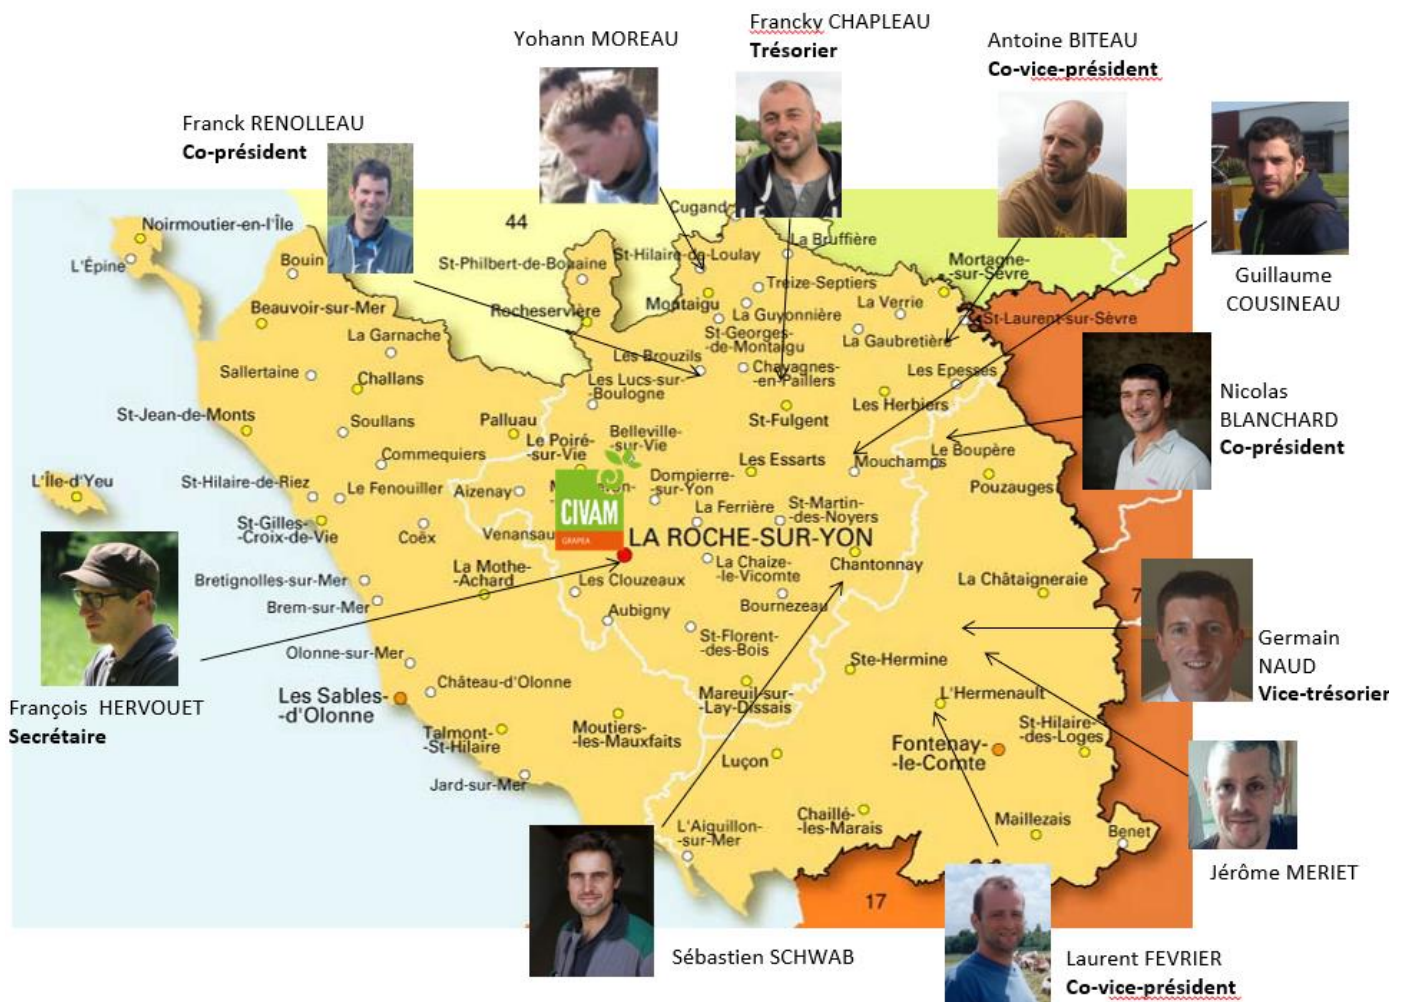 Francky CHAPLEAU
Trésorier
Yohann MOREAU
Antoine BITEAU
Co-vice-président
Franck RENOLLEAU
Co-président
Guillaume
COUSINEAU
Nicolas
BLANCHARD
Co-président
Germain
NAUD
Vice-trésorier
Jérôme MERIET
Laurent FEVRIER
Co-vice-président
Sébastien SCHWAB
François HERVOUET
Secrétaire
44
Noirmoutier-en-l'Île
L'Épine
Bouin
St-Philbert-de-Bouaine
St-Hilaire-de-Loulay
Cugand
La Bruffière
Mortagne-
-sur-Sèvre
Beauvoir-sur-Mer
Rocheservière
Montaigu
Treize-Septiers
La Verrie
La Guyonnière
St-Laurent-sur-Sèvre
La Garnache
St-Georges-
-de-Montaigu
La Gaubretière
Les Brouzils
Chavagnes-
-en-Paillers
Les Epesses
Sallertaine
Challans
Les Lucs-sur-
-Boulogne
Les Herbiers
St-Jean-de-Monts
Soullans
Palluau
St-Fulgent
Le Poiré-
-sur-Vie
Belleville-
-sur-Vie
Le Boupère
Commequiers
Les Essarts
Mouchamps
Pouzauges
L'Île-d'Yeu
St-Hilaire-de-Riez
Le Fenouiller
Aizenay
Dompierre-
-sur-Yon
La Ferrière
St-Martin-
-des-Noyers
CIVAM
GRAPEA
St-Gilles-
-Croix-de-Vie
Coëx
LA ROCHE-SUR-YON
Chantonnay
La Mothe-
-Achard
Les Clouzeaux
La Chaize-
-le-Vicomte
La Châtaigneraie
Bretignolles-sur-Mer
Brem-sur-Mer
Aubigny
Bournezeau
St-Florent-
-des-Bois
Olonne-sur-Mer
Ste-Hermine
Château-d'Olonne
Les Sables-
-d'Olonne
Mareuil-sur-
-Lay-Dissais
L'Hermenault
Talmont-
-St-Hilaire
Moutiers-
-les-Mauxfaits
St-Hilaire-
-des-Loges
Fontenay-
-le-Comte
Luçon
Jard-sur-Mer
Chaillé-
-les-Marais
Maillezais
L'Aiguillon-
-sur-Mer
Benet
17